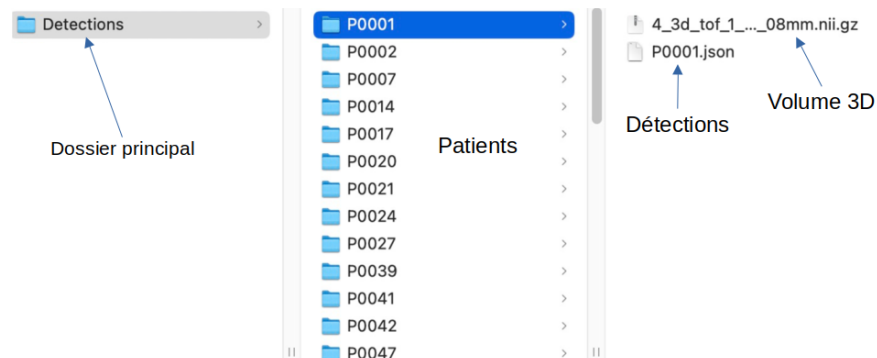 Detections
Dossier principal
P0001
P0002
P0007
P0014
P0017
P0020
P0021
P0024
P0027
P0039
P0041
P0042
P0047
Patients
4_3d_tof_1_..._08mm.nii.gz
P0001.json
Volume 3D
Détections